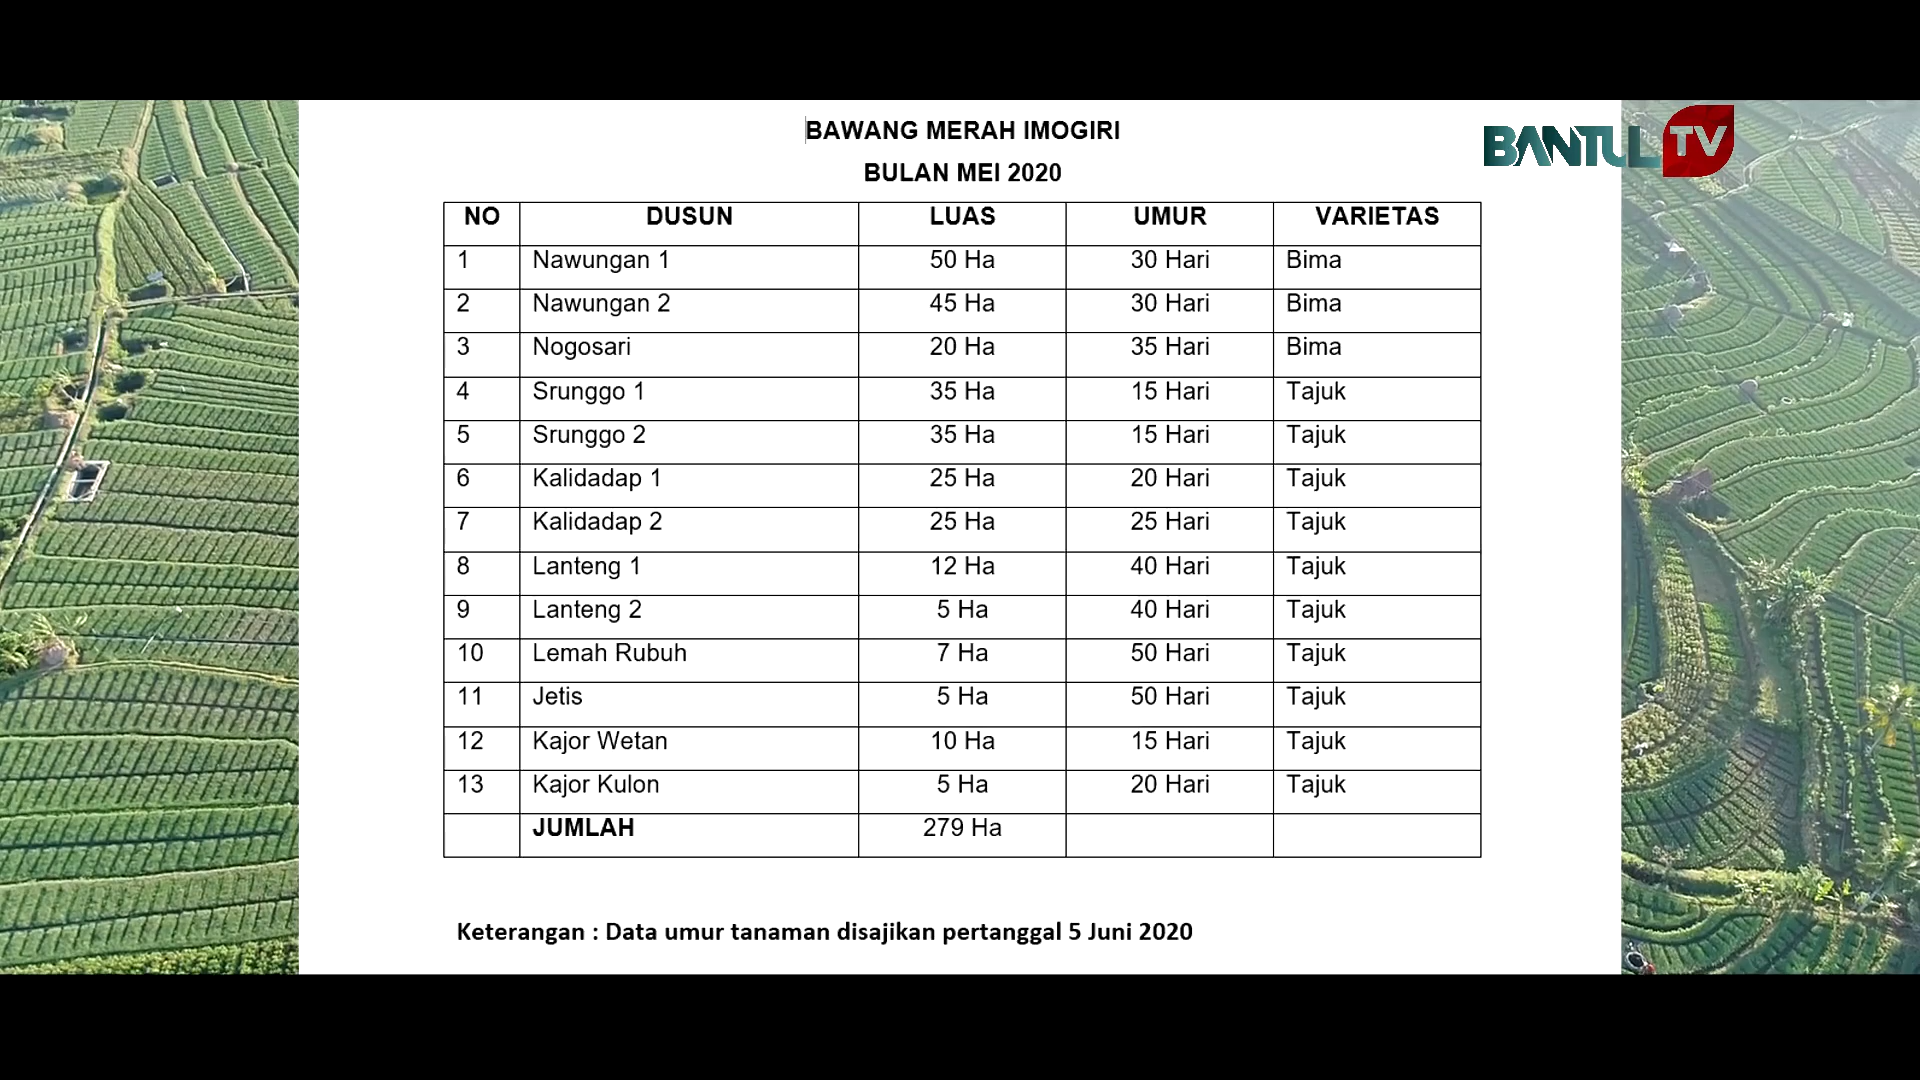 BANTUL TV
BAWANG MERAH IMOGIRI
BULAN MEI 2020
NO DUSUN LUAS UMUR VARIETAS
1 Nawungan 1 50 Ha 30 Hari Bima
2 Nawungan 2 45 Ha 30 Hari Bima
3 Nogosari 20 Ha 35 Hari Bima
4 Srunggo 1 35 Ha 15 Hari Tajuk
5 Srunggo 2 35 Ha 15 Hari Tajuk
6 Kalidadap 1 25 Ha 20 Hari Tajuk
7 Kalidadap 2 25 Ha 25 Hari Tajuk
8 Lanteng 1 12 Ha 40 Hari Tajuk
9 Lanteng 2 5 Ha 40 Hari Tajuk
10 Lemah Rubuh 7 Ha 50 Hari Tajuk
11 Jetis 5 Ha 50 Hari Tajuk
12 Kajor Wetan 10 Ha 15 Hari Tajuk
13 Kajor Kulon 5 Ha 20 Hari Tajuk
JUMLAH 279 Ha
Keterangan : Data umur tanaman disajikan pertanggal 5 Juni 2020